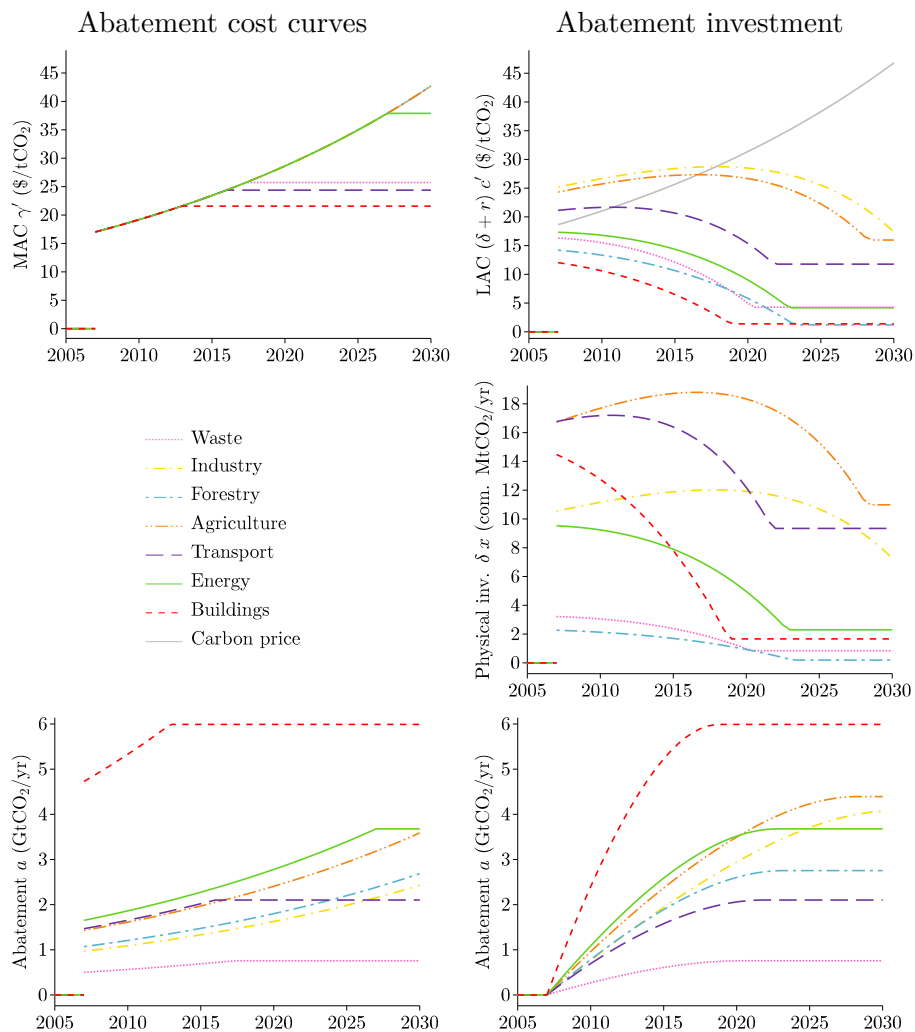 Abatement cost curves
Abatement investment
MAC γ′ ($/tCO₂)
45
40
35
30
25
20
15
10
5
0
2005 2010 2015 2020 2025 2030
LAC (δ + r) c′ ($/tCO₂)
45
40
35
30
25
20
15
10
5
0
2005 2010 2015 2020 2025 2030
Waste
Industry
Forestry
Agriculture
Transport
Energy
Buildings
Carbon price
Physical inv. δ x (com. MtCO₂/yr)
18
16
14
12
10
8
6
4
2
0
2005 2010 2015 2020 2025 2030
Abatement a (GtCO₂/yr)
6
5
4
3
2
1
0
2005 2010 2015 2020 2025 2030
Abatement a (GtCO₂/yr)
6
5
4
3
2
1
0
2005 2010 2015 2020 2025 2030